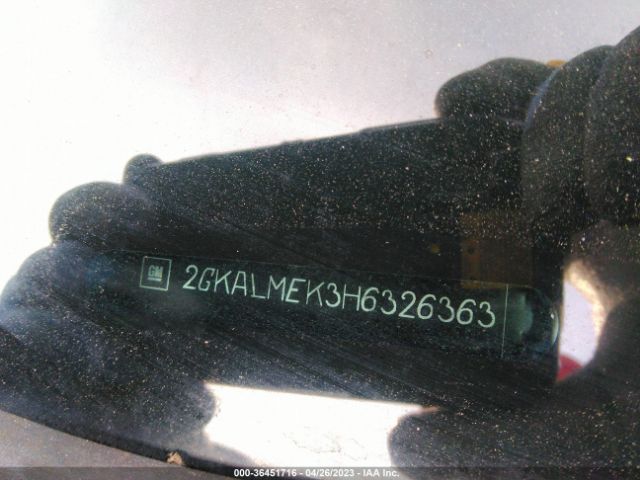 GM
2GKALMEK3H6326363
000-36451716 - 04/26/2023 - IAA Inc.